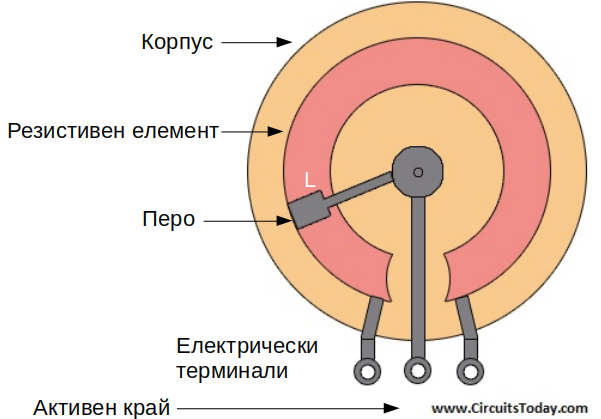 Корпус
Резистивен елемент
L
Перо
Електрически
терминали
Активен край
www.CircuitsToday.com